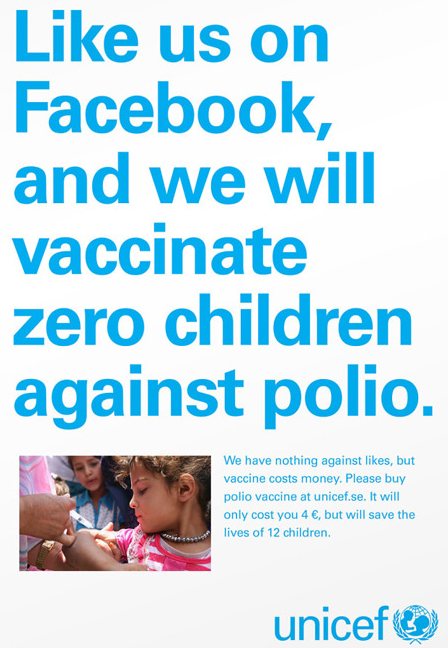 Like us on
Facebook,
and we will
vaccinate
zero children
against polio.
We have nothing against likes, but
vaccine costs money. Please buy
polio vaccine at unicef.se. It will
only cost you 4 €, but will save the
lives of 12 children.
unicef